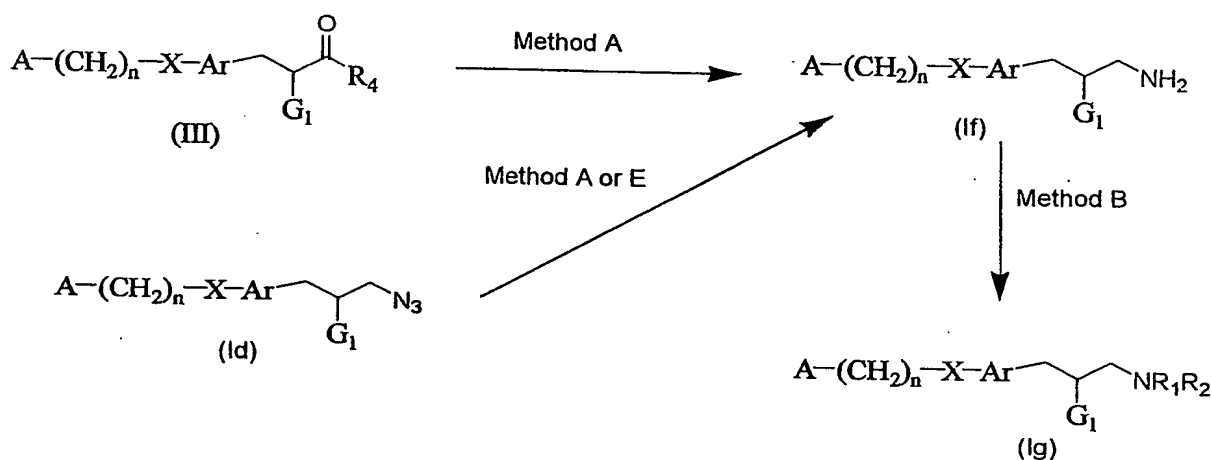 A-(CH₂)ₙ-X-Ar O R₄ G₁
(III)
Method A
A-(CH₂)ₙ-X-Ar NH₂ G₁
(If)
Method A or E
Method B
A-(CH₂)ₙ-X-Ar N₃ G₁
(Id)
A-(CH₂)ₙ-X-Ar NR₁R₂ G₁
(Ig)